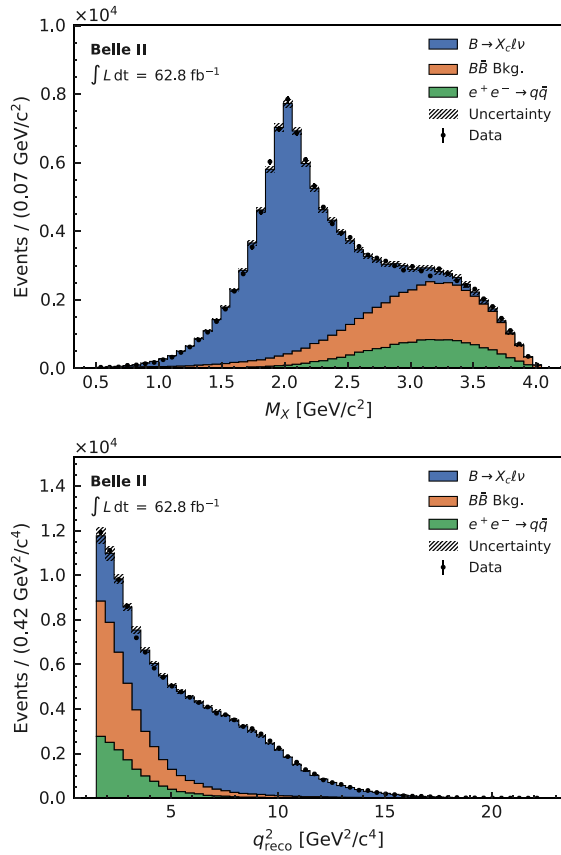 ×10⁴
Belle II
∫ L dt = 62.8 fb⁻¹
B → X_cℓν
BB̄ Bkg.
e⁺e⁻ → qq̄
Uncertainty
Data
Events / (0.07 GeV/c²)
1.0
0.8
0.6
0.4
0.2
0.0
0.5 1.0 1.5 2.0 2.5 3.0 3.5 4.0
M_X [GeV/c²]
×10⁴
Belle II
∫ L dt = 62.8 fb⁻¹
B → X_cℓν
BB̄ Bkg.
e⁺e⁻ → qq̄
Uncertainty
Data
Events / (0.42 GeV²/c⁴)
1.4
1.2
1.0
0.8
0.6
0.4
0.2
0.0
5 10 15 20
q²_reco [GeV²/c⁴]